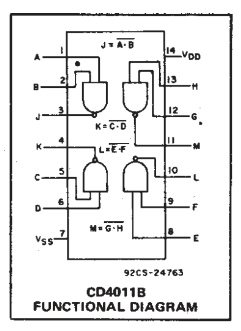 J = A·B
A 1
14 VDD
B 2
13 H
J 3
12 G
K = C·D
K 4
11 M
L = E·F
C 5
10 L
D 6
9 F
M = G·H
VSS 7
8 E
92CS-24763
CD4011B
FUNCTIONAL DIAGRAM